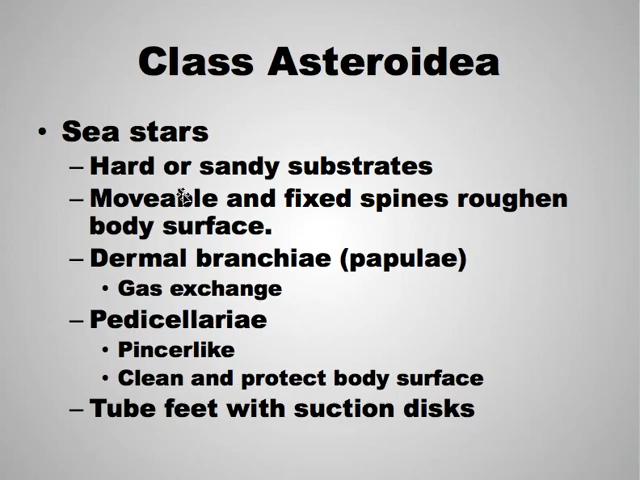 Class Asteroidea
• Sea stars
– Hard or sandy substrates
– Moveable and fixed spines roughen
body surface.
– Dermal branchiae (papulae)
• Gas exchange
– Pedicellariae
• Pincerlike
• Clean and protect body surface
– Tube feet with suction disks